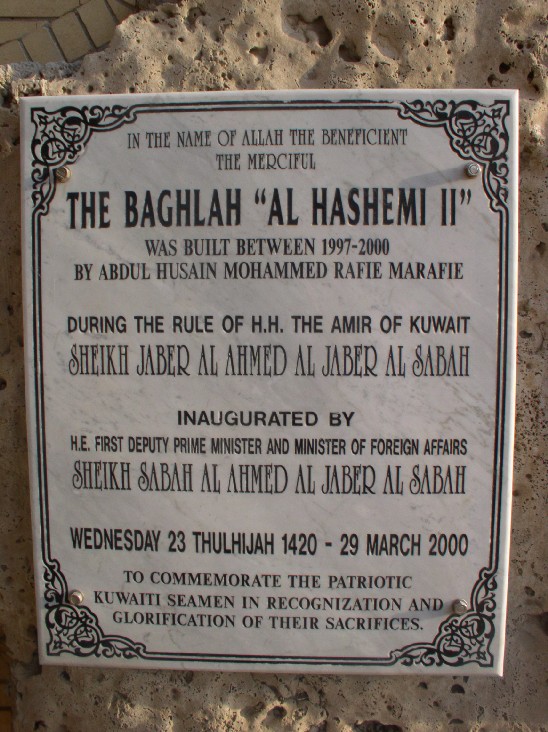 IN THE NAME OF ALLAH THE BENEFICIENT
THE MERCIFUL
THE BAGHLAH "AL HASHEMI II"
WAS BUILT BETWEEN 1997-2000
BY ABDUL HUSAIN MOHAMMED RAFIE MARAFIE
DURING THE RULE OF H.H. THE AMIR OF KUWAIT
SHEIKH JABER AL AHMED AL JABER AL SABAH
INAUGURATED BY
H.E. FIRST DEPUTY PRIME MINISTER AND MINISTER OF FOREIGN AFFAIRS
SHEIKH SABAH AL AHMED AL JABER AL SABAH
WEDNESDAY 23 THULHIJAH 1420 - 29 MARCH 2000
TO COMMEMORATE THE PATRIOTIC
KUWAITI SEAMEN IN RECOGNIZATION AND
GLORIFICATION OF THEIR SACRIFICES.